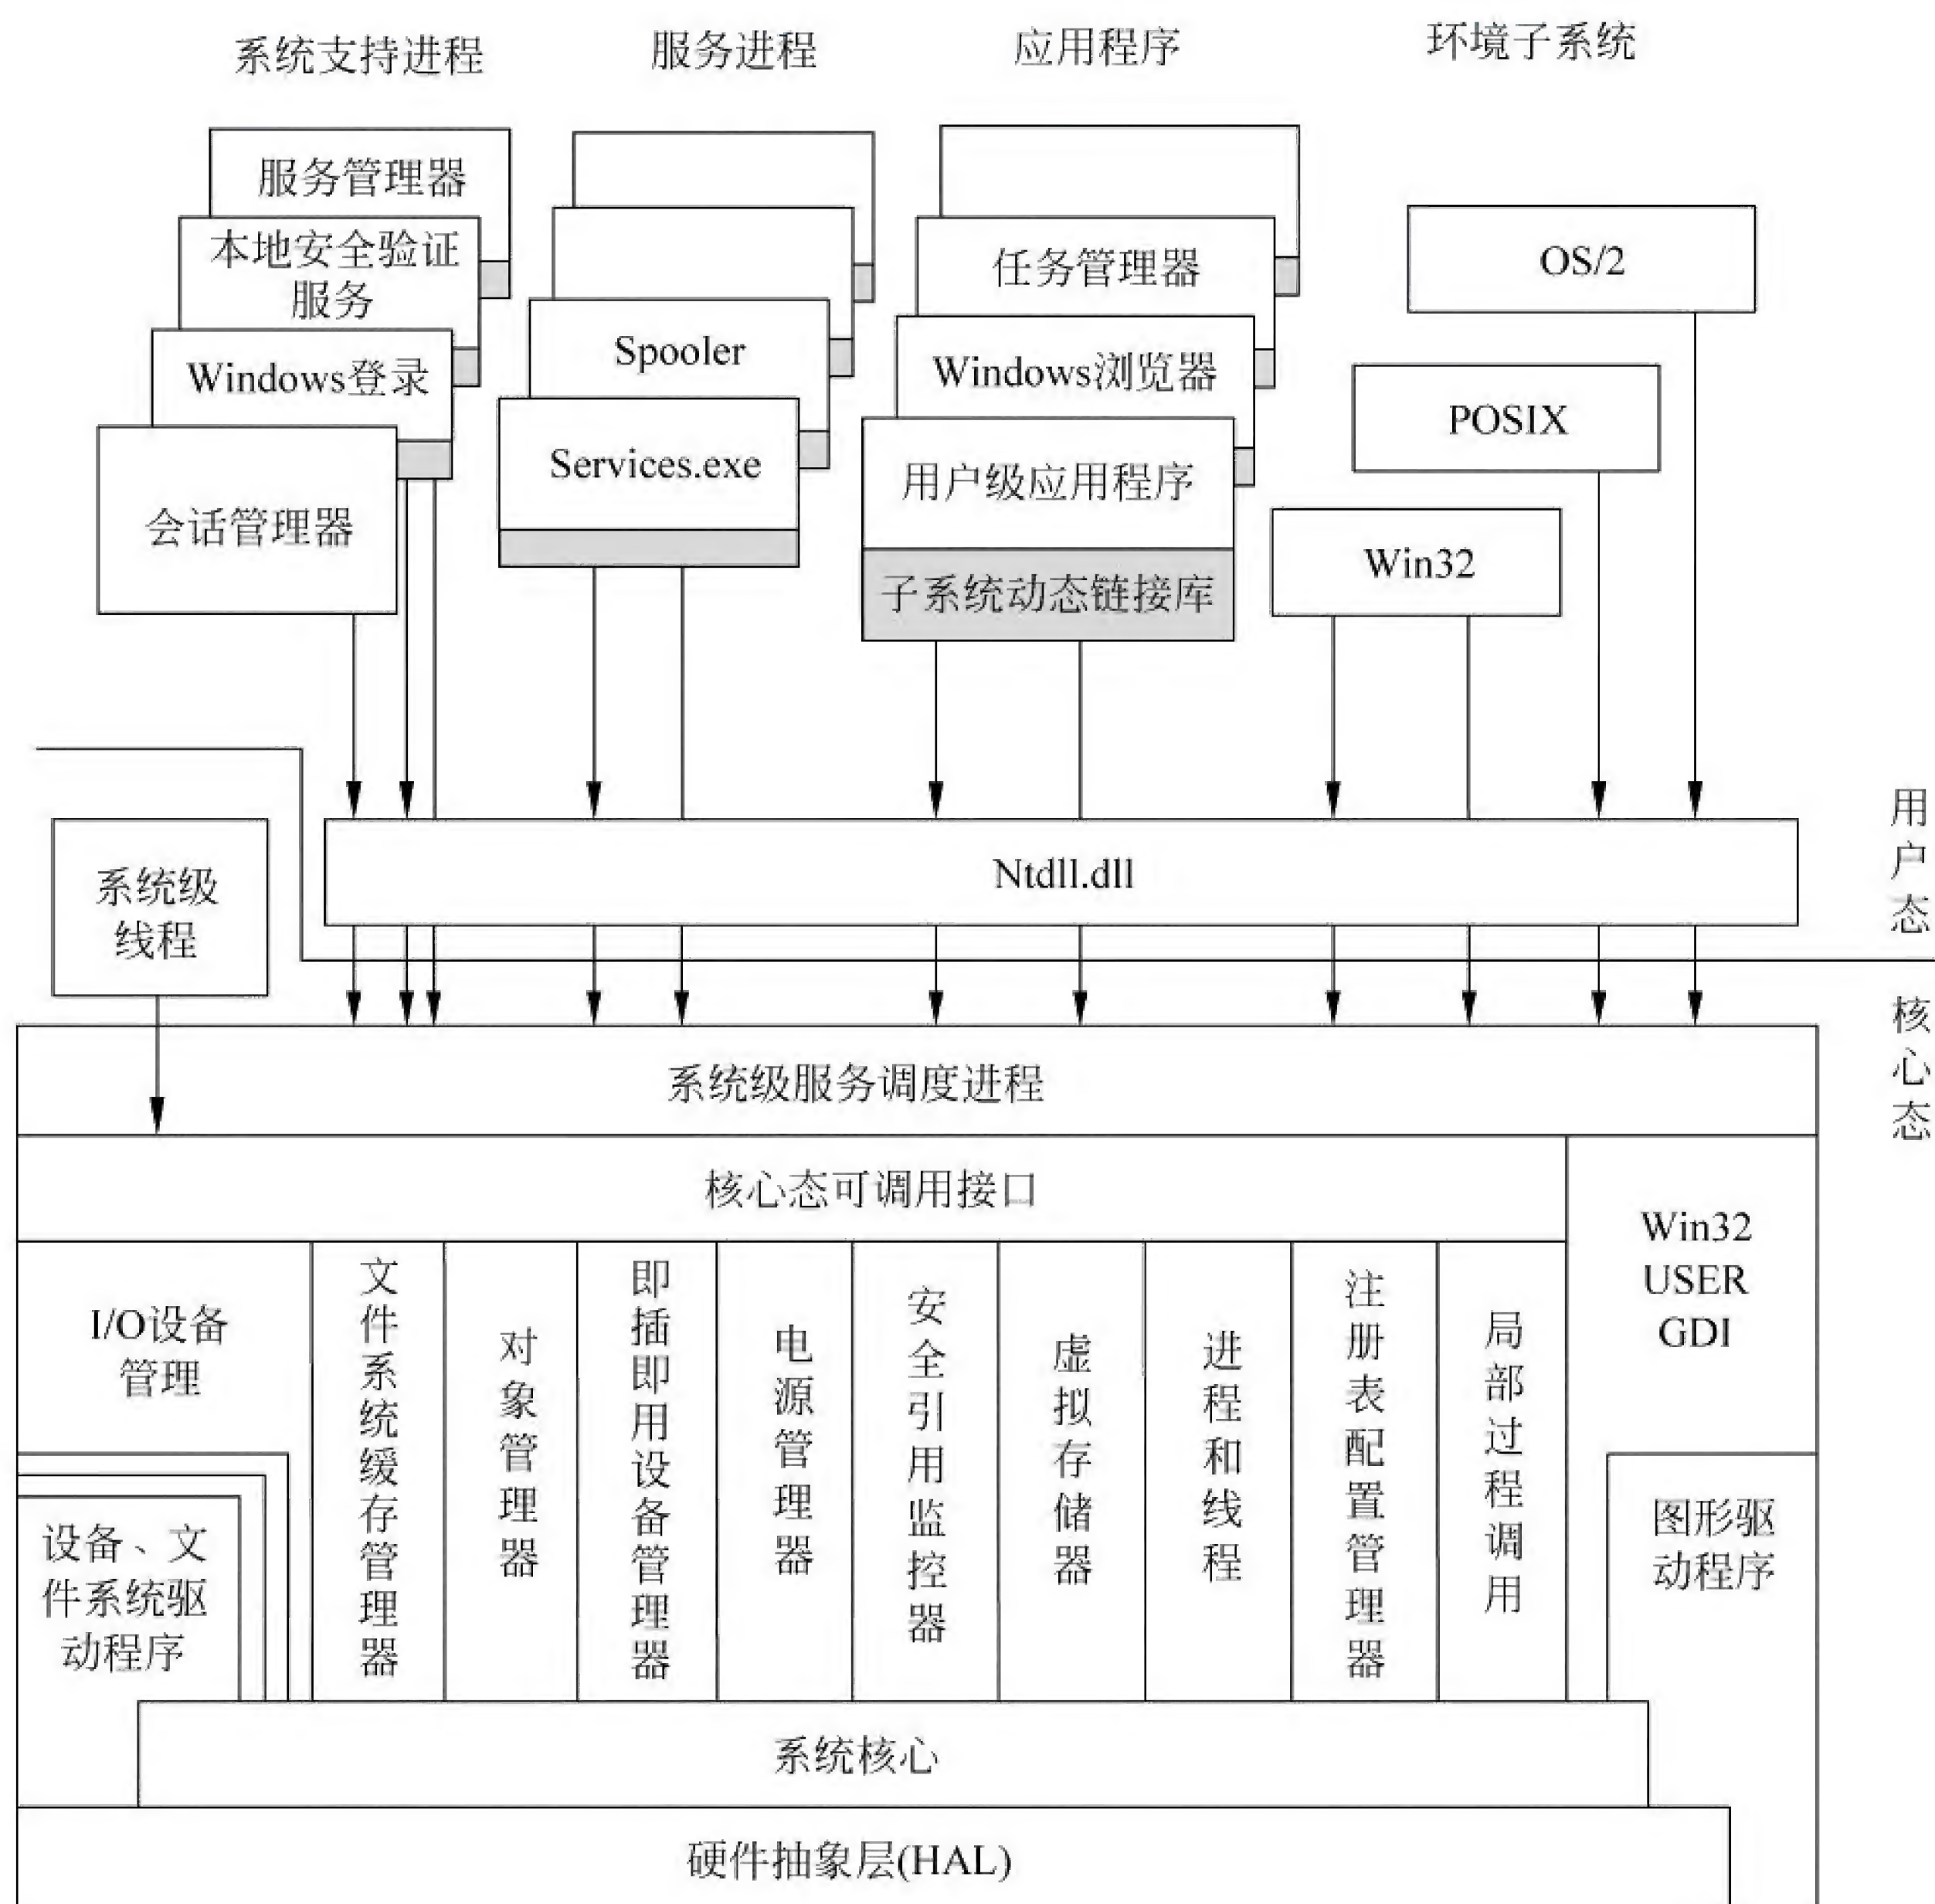 系统支持进程
服务进程
应用程序
环境子系统
服务管理器
本地安全验证
服务
Windows登录
会话管理器
Spooler
Services.exe
任务管理器
Windows浏览器
用户级应用程序
子系统动态链接库
OS/2
POSIX
Win32
用户态
系统级
线程
Ntdll.dll
核心态
系统级服务调度进程
核心态可调用接口
I/O设备
管理
文件系统缓存管理器
对象管理器
即插即用设备管理器
电源管理器
安全引用监控器
虚拟存储器
进程和线程
注册表配置管理器
局部过程调用
Win32
USER
GDI
设备、文
件系统驱
动程序
图形驱
动程序
系统核心
硬件抽象层(HAL)